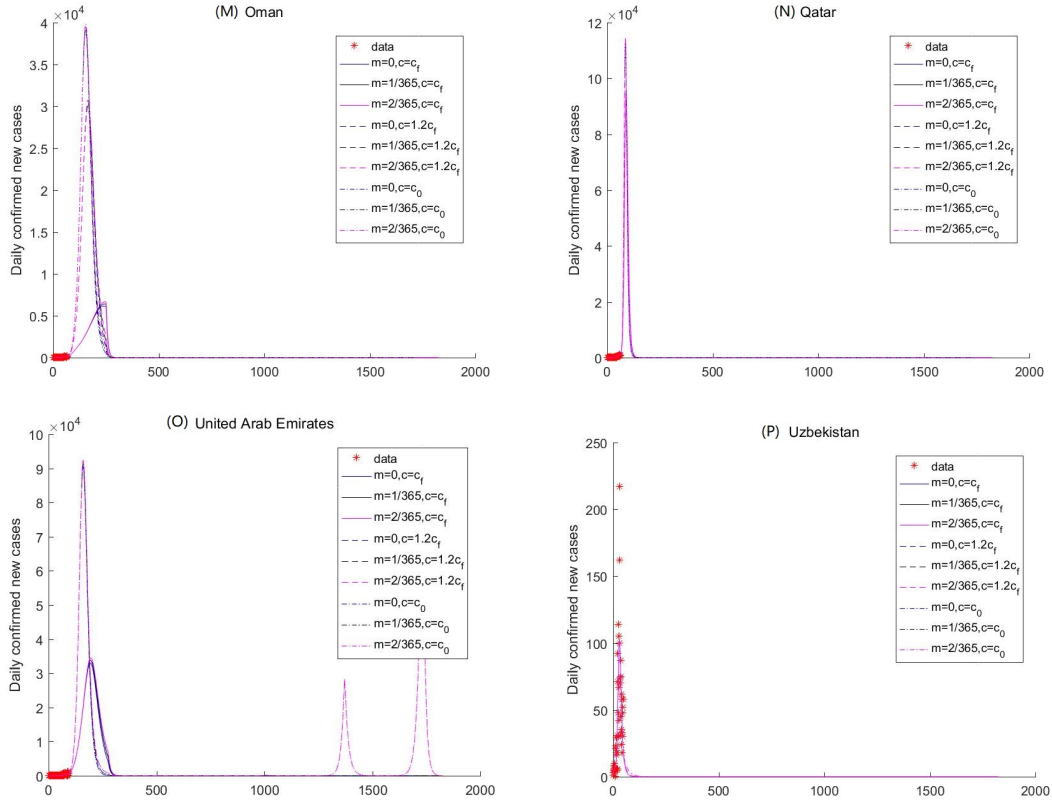 (M) Oman
×10⁴
4
3.5
3
2.5
2
1.5
1
0.5
0
Daily confirmed new cases
0 500 1000 1500 2000
data
m=0,c=c_f
m=1/365,c=c_f
m=2/365,c=c_f
m=0,c=1.2c_f
m=1/365,c=1.2c_f
m=2/365,c=1.2c_f
m=0,c=c_0
m=1/365,c=c_0
m=2/365,c=c_0
(N) Qatar
×10⁴
12
10
8
6
4
2
0
Daily confirmed new cases
0 500 1000 1500 2000
data
m=0,c=c_f
m=1/365,c=c_f
m=2/365,c=c_f
m=0,c=1.2c_f
m=1/365,c=1.2c_f
m=2/365,c=1.2c_f
m=0,c=c_0
m=1/365,c=c_0
m=2/365,c=c_0
(O) United Arab Emirates
×10⁴
10
9
8
7
6
5
4
3
2
1
0
Daily confirmed new cases
0 500 1000 1500 2000
data
m=0,c=c_f
m=1/365,c=c_f
m=2/365,c=c_f
m=0,c=1.2c_f
m=1/365,c=1.2c_f
m=2/365,c=1.2c_f
m=0,c=c_0
m=1/365,c=c_0
m=2/365,c=c_0
(P) Uzbekistan
250
200
150
100
50
0
Daily confirmed new cases
0 500 1000 1500 2000
data
m=0,c=c_f
m=1/365,c=c_f
m=2/365,c=c_f
m=0,c=1.2c_f
m=1/365,c=1.2c_f
m=2/365,c=1.2c_f
m=0,c=c_0
m=1/365,c=c_0
m=2/365,c=c_0